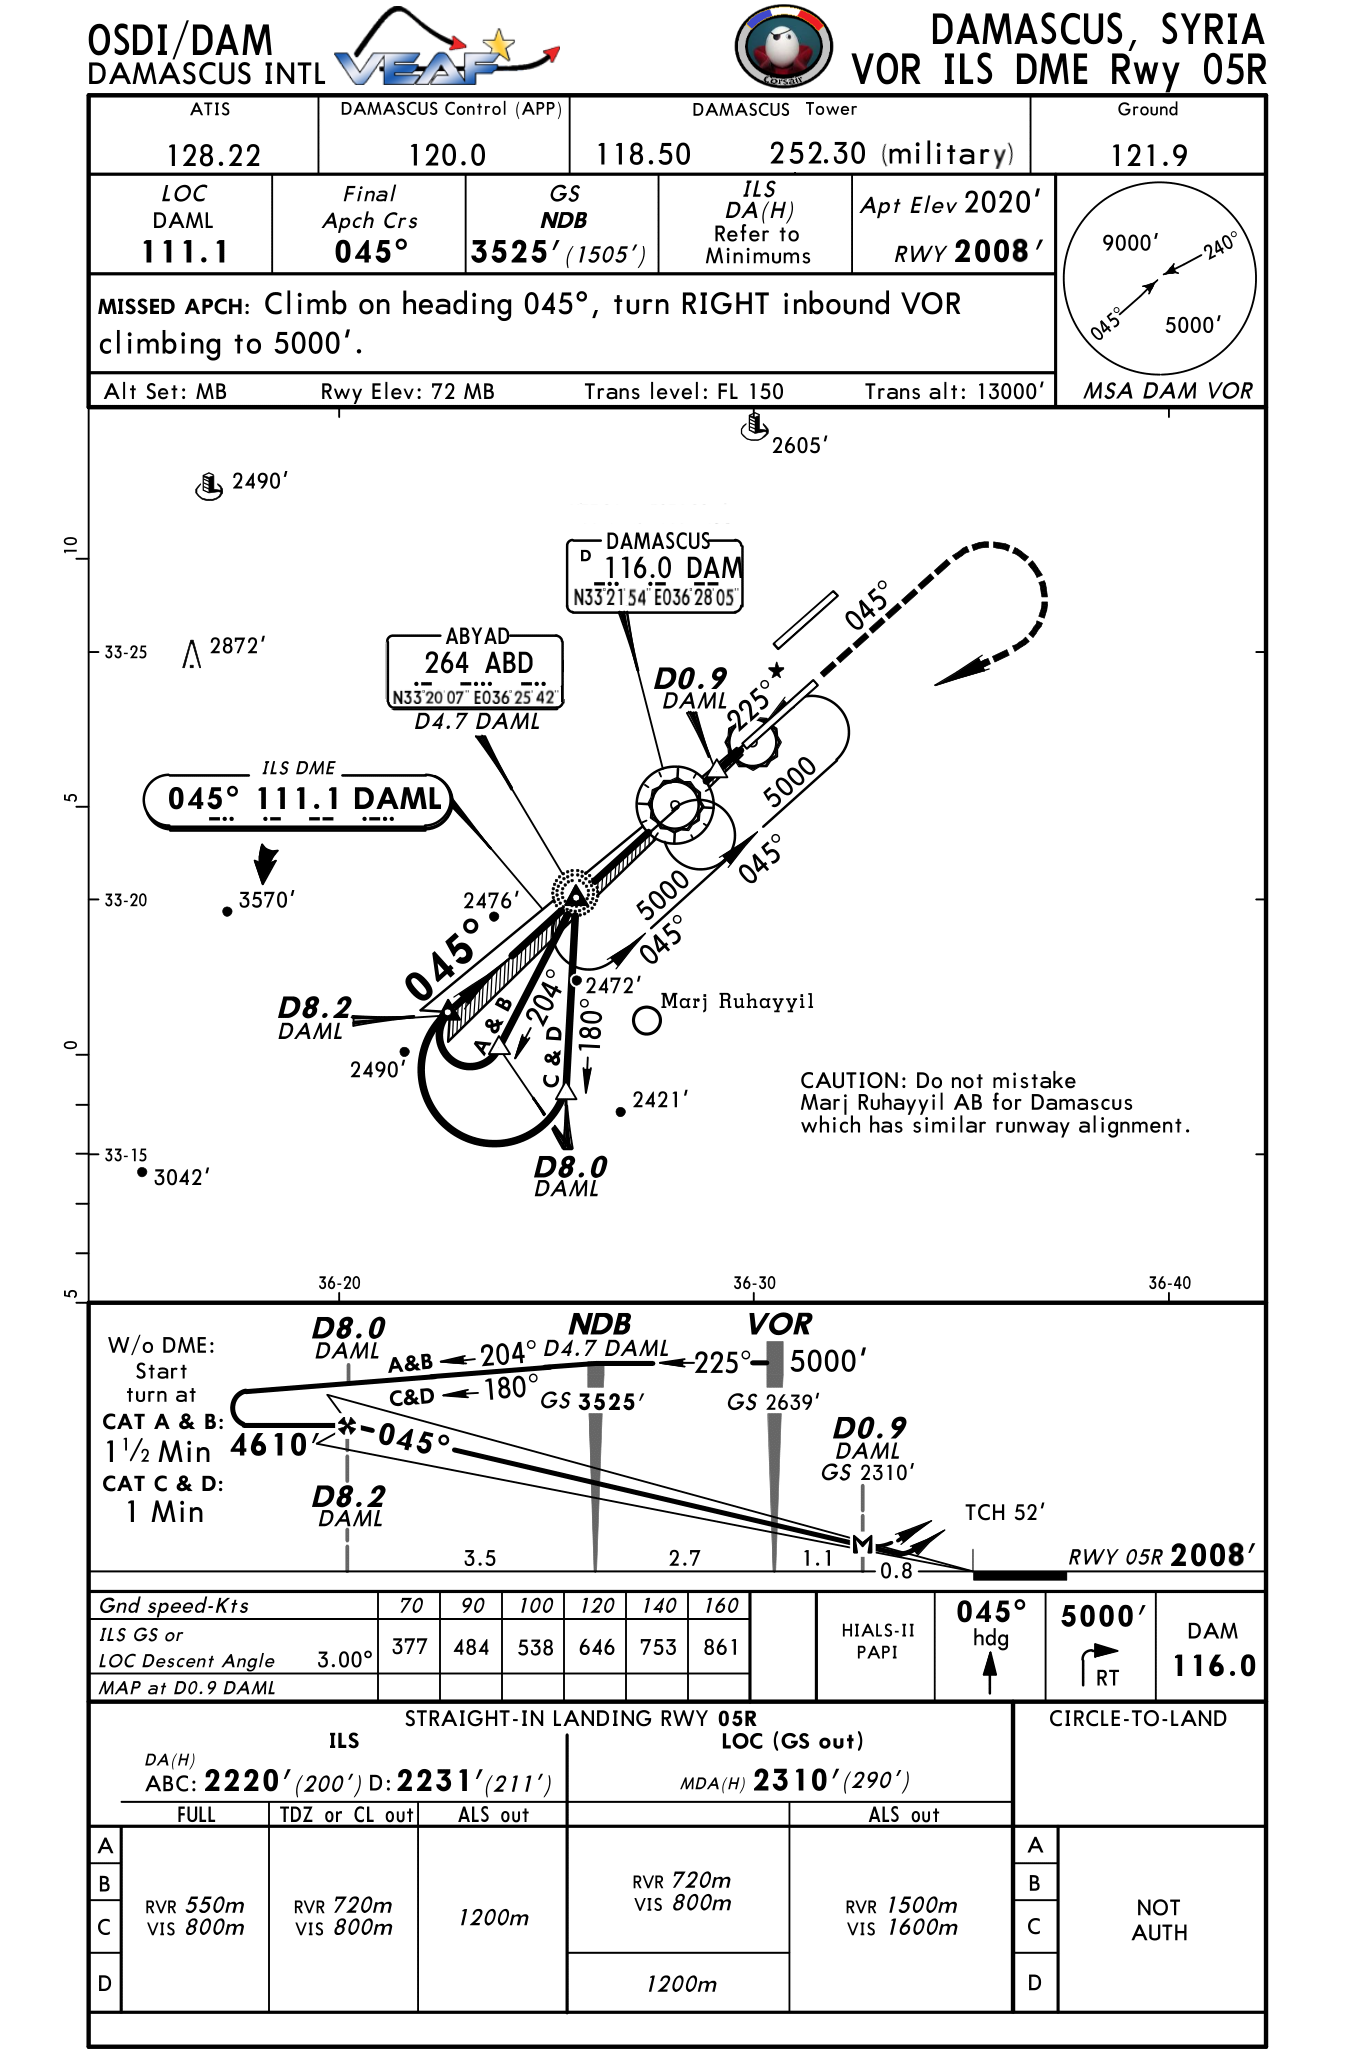 OSDI/DAM
DAMASCUS INTL
VEAF
Corsair
DAMASCUS, SYRIA
VOR ILS DME Rwy 05R
ATIS
128.22
DAMASCUS Control (APP)
120.0
DAMASCUS Tower
118.50 252.30 (military)
Ground
121.9
LOC
DAML
111.1
Final
Apch Crs
045°
GS
NDB
3525' (1505')
ILS
DA(H)
Refer to
Minimums
Apt Elev 2020'
RWY 2008'
MISSED APCH: Climb on heading 045°, turn RIGHT inbound VOR
climbing to 5000'.
Alt Set: MB Rwy Elev: 72 MB Trans level: FL 150 Trans alt: 13000'
9000'
240°
045°
5000'
MSA DAM VOR
2605'
2490'
10
DAMASCUS
D 116.0 DAM
N33°21'54" E036°28'05"
045°
33-25
2872'
ABYAD
264 ABD
N33°20'07" E036°25'42"
D4.7 DAML
D0.9
DAML
225°
ILS DME
045° 111.1 DAML
5
5000
045°
33-20
3570'
2476'
045°
5000
045°
2472'
Marj Ruhayyil
D8.2
DAML
A & B
204°
C & D
180°
0
2490'
2421'
CAUTION: Do not mistake
Marj Ruhayyil AB for Damascus
which has similar runway alignment.
33-15
3042'
D8.0
DAML
5
36-20
36-30
36-40
W/o DME:
Start
turn at
CAT A & B:
1 1/2 Min
CAT C & D:
1 Min
D8.0
DAML
NDB
D4.7 DAML
VOR
A&B 204°
225°
5000'
C&D 180°
GS 3525'
GS 2639'
4610'
045°
D0.9
DAML
GS 2310'
D8.2
DAML
TCH 52'
M
3.5
2.7
1.1
0.8
RWY 05R 2008'
Gnd speed-Kts 70 90 100 120 140 160
ILS GS or
LOC Descent Angle 3.00° 377 484 538 646 753 861
MAP at D0.9 DAML
HIALS-II
PAPI
045°
hdg
5000'
RT
DAM
116.0
STRAIGHT-IN LANDING RWY 05R
CIRCLE-TO-LAND
ILS
LOC (GS out)
DA(H)
ABC: 2220' (200') D: 2231' (211')
MDA(H) 2310' (290')
FULL
TDZ or CL out
ALS out
ALS out
A
B
C
D
RVR 550m
VIS 800m
RVR 720m
VIS 800m
1200m
RVR 720m
VIS 800m
1200m
RVR 1500m
VIS 1600m
A
B
C
D
NOT
AUTH